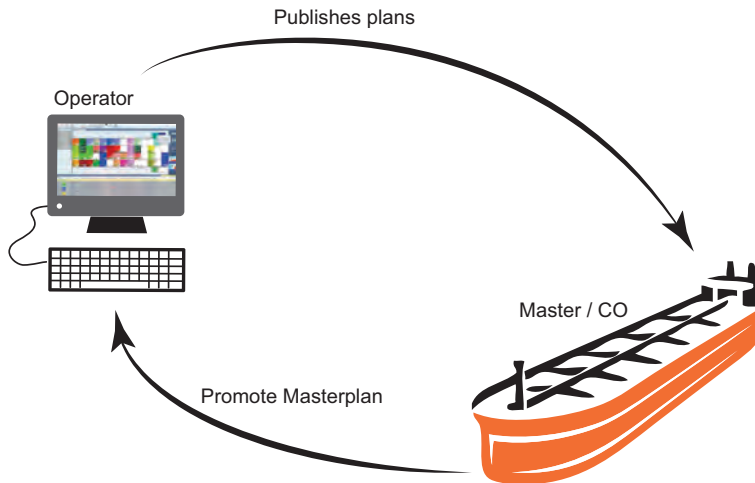 Publishes plans
Operator
Master / CO
Promote Masterplan